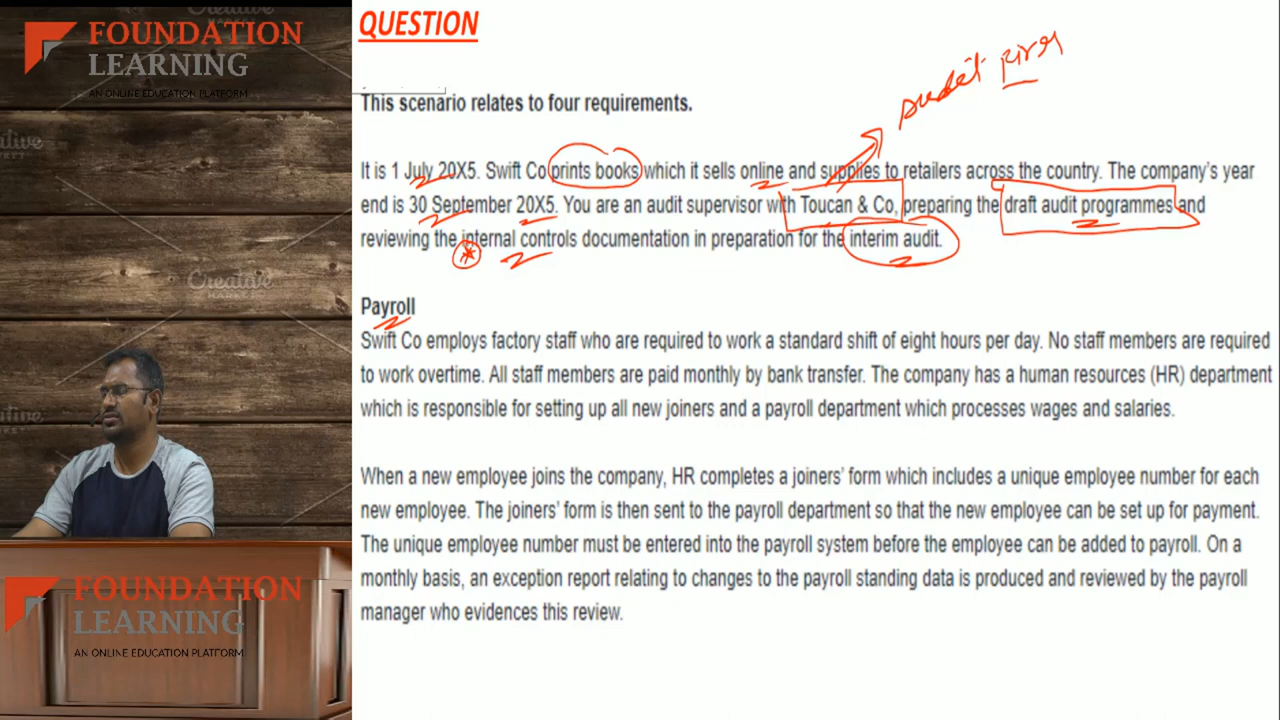 FOUNDATION
LEARNING
AN ONLINE EDUCATION PLATFORM
QUESTION
audit firm
This scenario relates to four requirements.
It is 1 July 20X5. Swift Co prints books which it sells online and supplies to retailers across the country. The company's year
end is 30 September 20X5. You are an audit supervisor with Toucan & Co, preparing the draft audit programmes and
reviewing the internal controls documentation in preparation for the interim audit.
Payroll
Swift Co employs factory staff who are required to work a standard shift of eight hours per day. No staff members are required
to work overtime. All staff members are paid monthly by bank transfer. The company has a human resources (HR) department
which is responsible for setting up all new joiners and a payroll department which processes wages and salaries.
When a new employee joins the company, HR completes a joiners' form which includes a unique employee number for each
new employee. The joiners' form is then sent to the payroll department so that the new employee can be set up for payment.
The unique employee number must be entered into the payroll system before the employee can be added to payroll. On a
monthly basis, an exception report relating to changes to the payroll standing data is produced and reviewed by the payroll
manager who evidences this review.
Creative
MARKET
Creative
Creative
MARKET
Creative
FOUNDATION
LEARNING
AN ONLINE EDUCATION PLATFORM